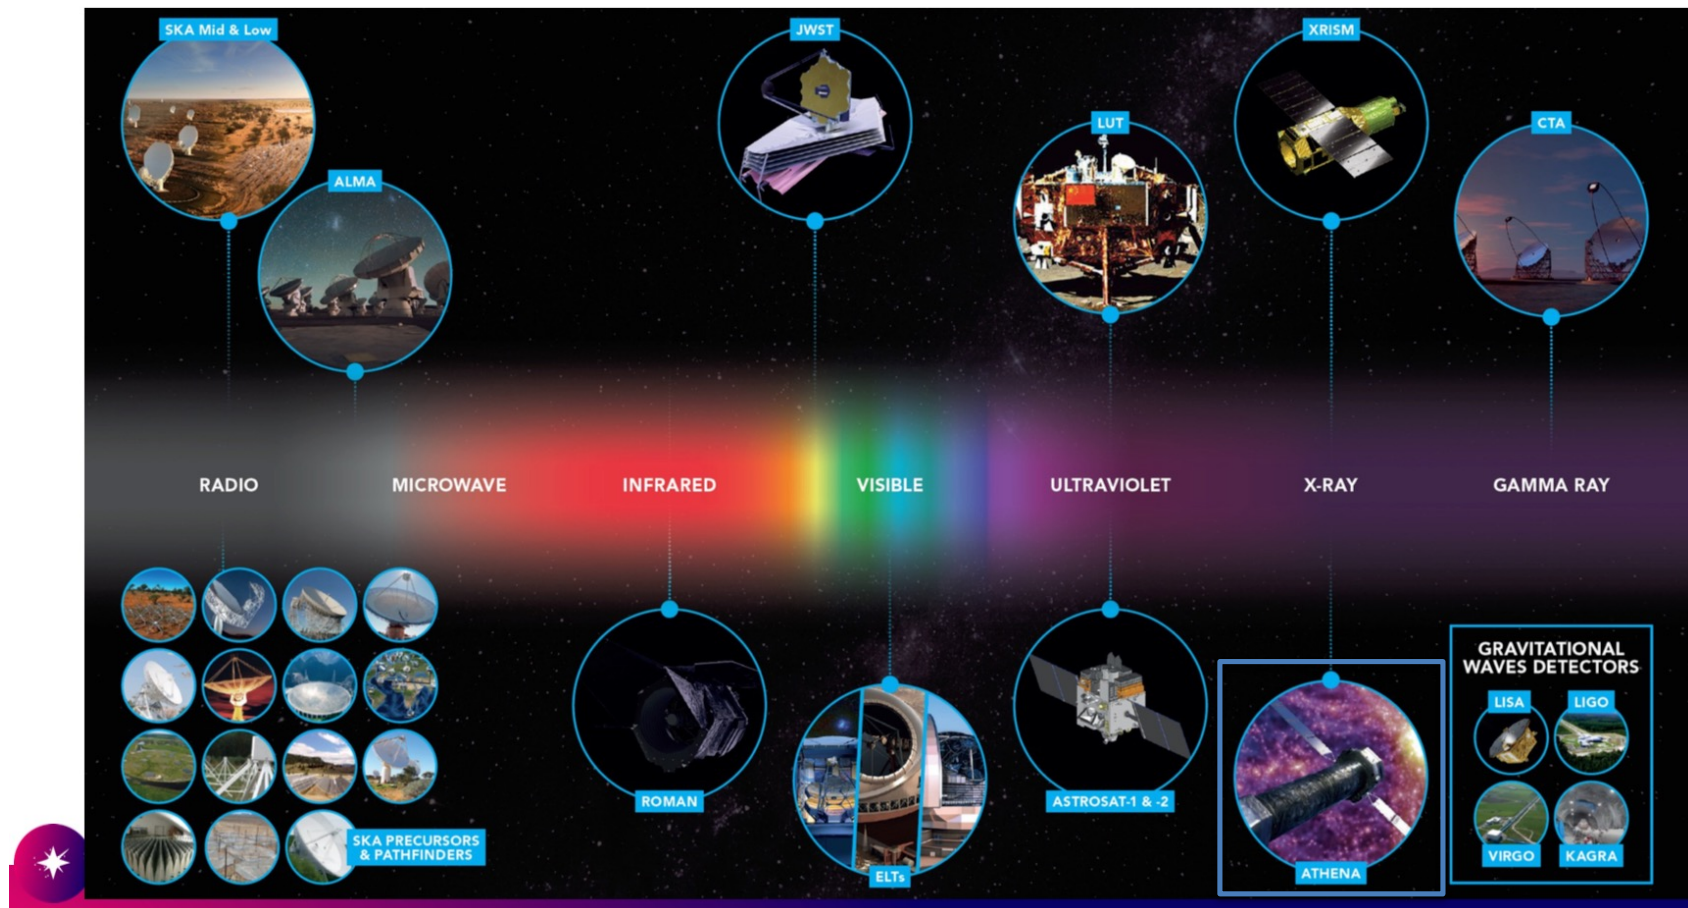 SKA Mid & Low
JWST
XRISM
LUT
CTA
ALMA
RADIO
MICROWAVE
INFRARED
VISIBLE
ULTRAVIOLET
X-RAY
GAMMA RAY
GRAVITATIONAL
WAVES DETECTORS
LISA
LIGO
ROMAN
ASTROSAT-1 & -2
SKA PRECURSORS
& PATHFINDERS
VIRGO
KAGRA
ELTs
ATHENA